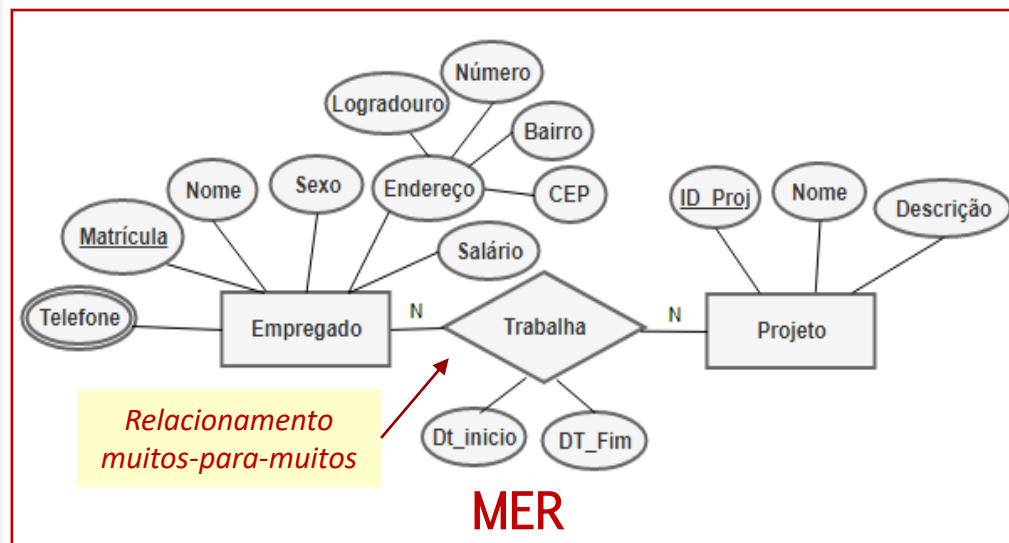 Número
Logradouro
Bairro
Nome
Sexo
Endereço
CEP
ID_Proj
Nome
Descrição
Matrícula
Salário
Telefone
Empregado
N
Trabalha
N
Projeto
Relacionamento
muitos-para-muitos
Dt_inicio
DT_Fim
MER